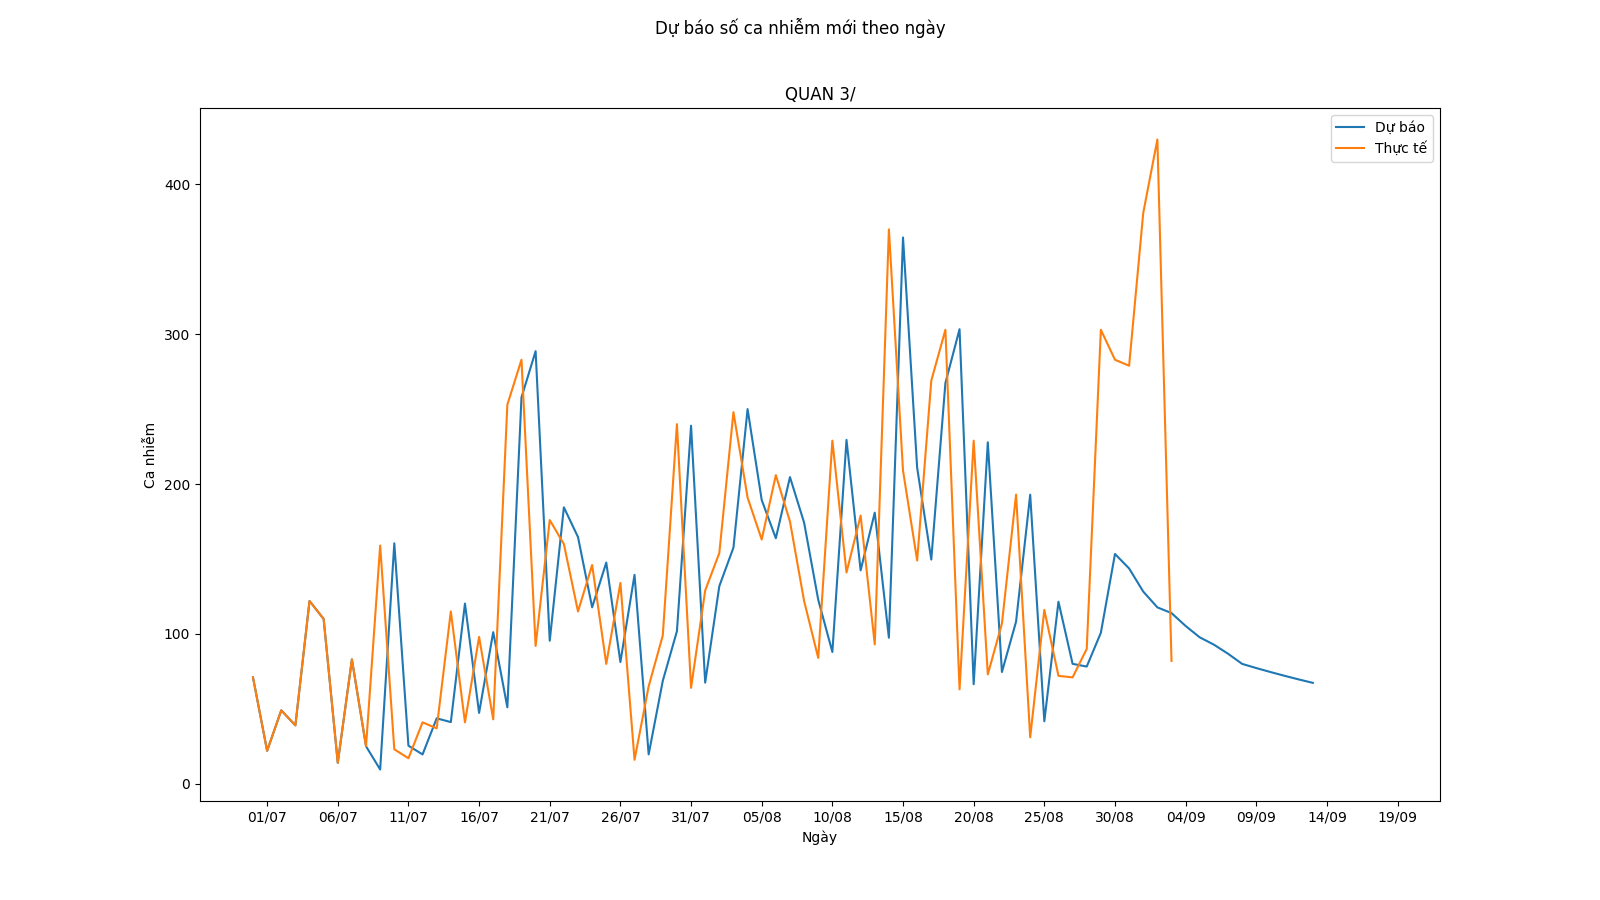 Dự báo số ca nhiễm mới theo ngày
QUAN 3/
Dự báo
Thực tế
Ca nhiễm
400
300
200
100
0
01/07 06/07 11/07 16/07 21/07 26/07 31/07 05/08 10/08 15/08 20/08 25/08 30/08 04/09 09/09 14/09 19/09
Ngày